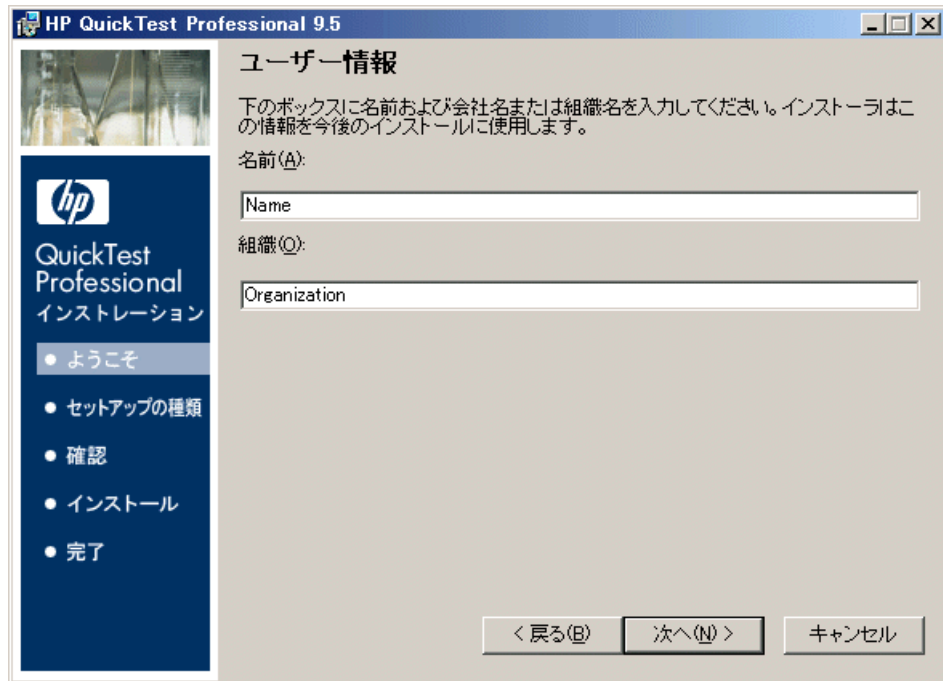 HP QuickTest Professional 9.5
ユーザー情報
下のボックスに名前および会社名または組織名を入力してください。インストーラはこ
の情報を今後のインストールに使用します。
名前(A):
Name
組織(O):
Organization
hp
QuickTest
Professional
インストレーション
• ようこそ
• セットアップの種類
• 確認
• インストール
• 完了
< 戻る(B)
次へ(N) >
キャンセル